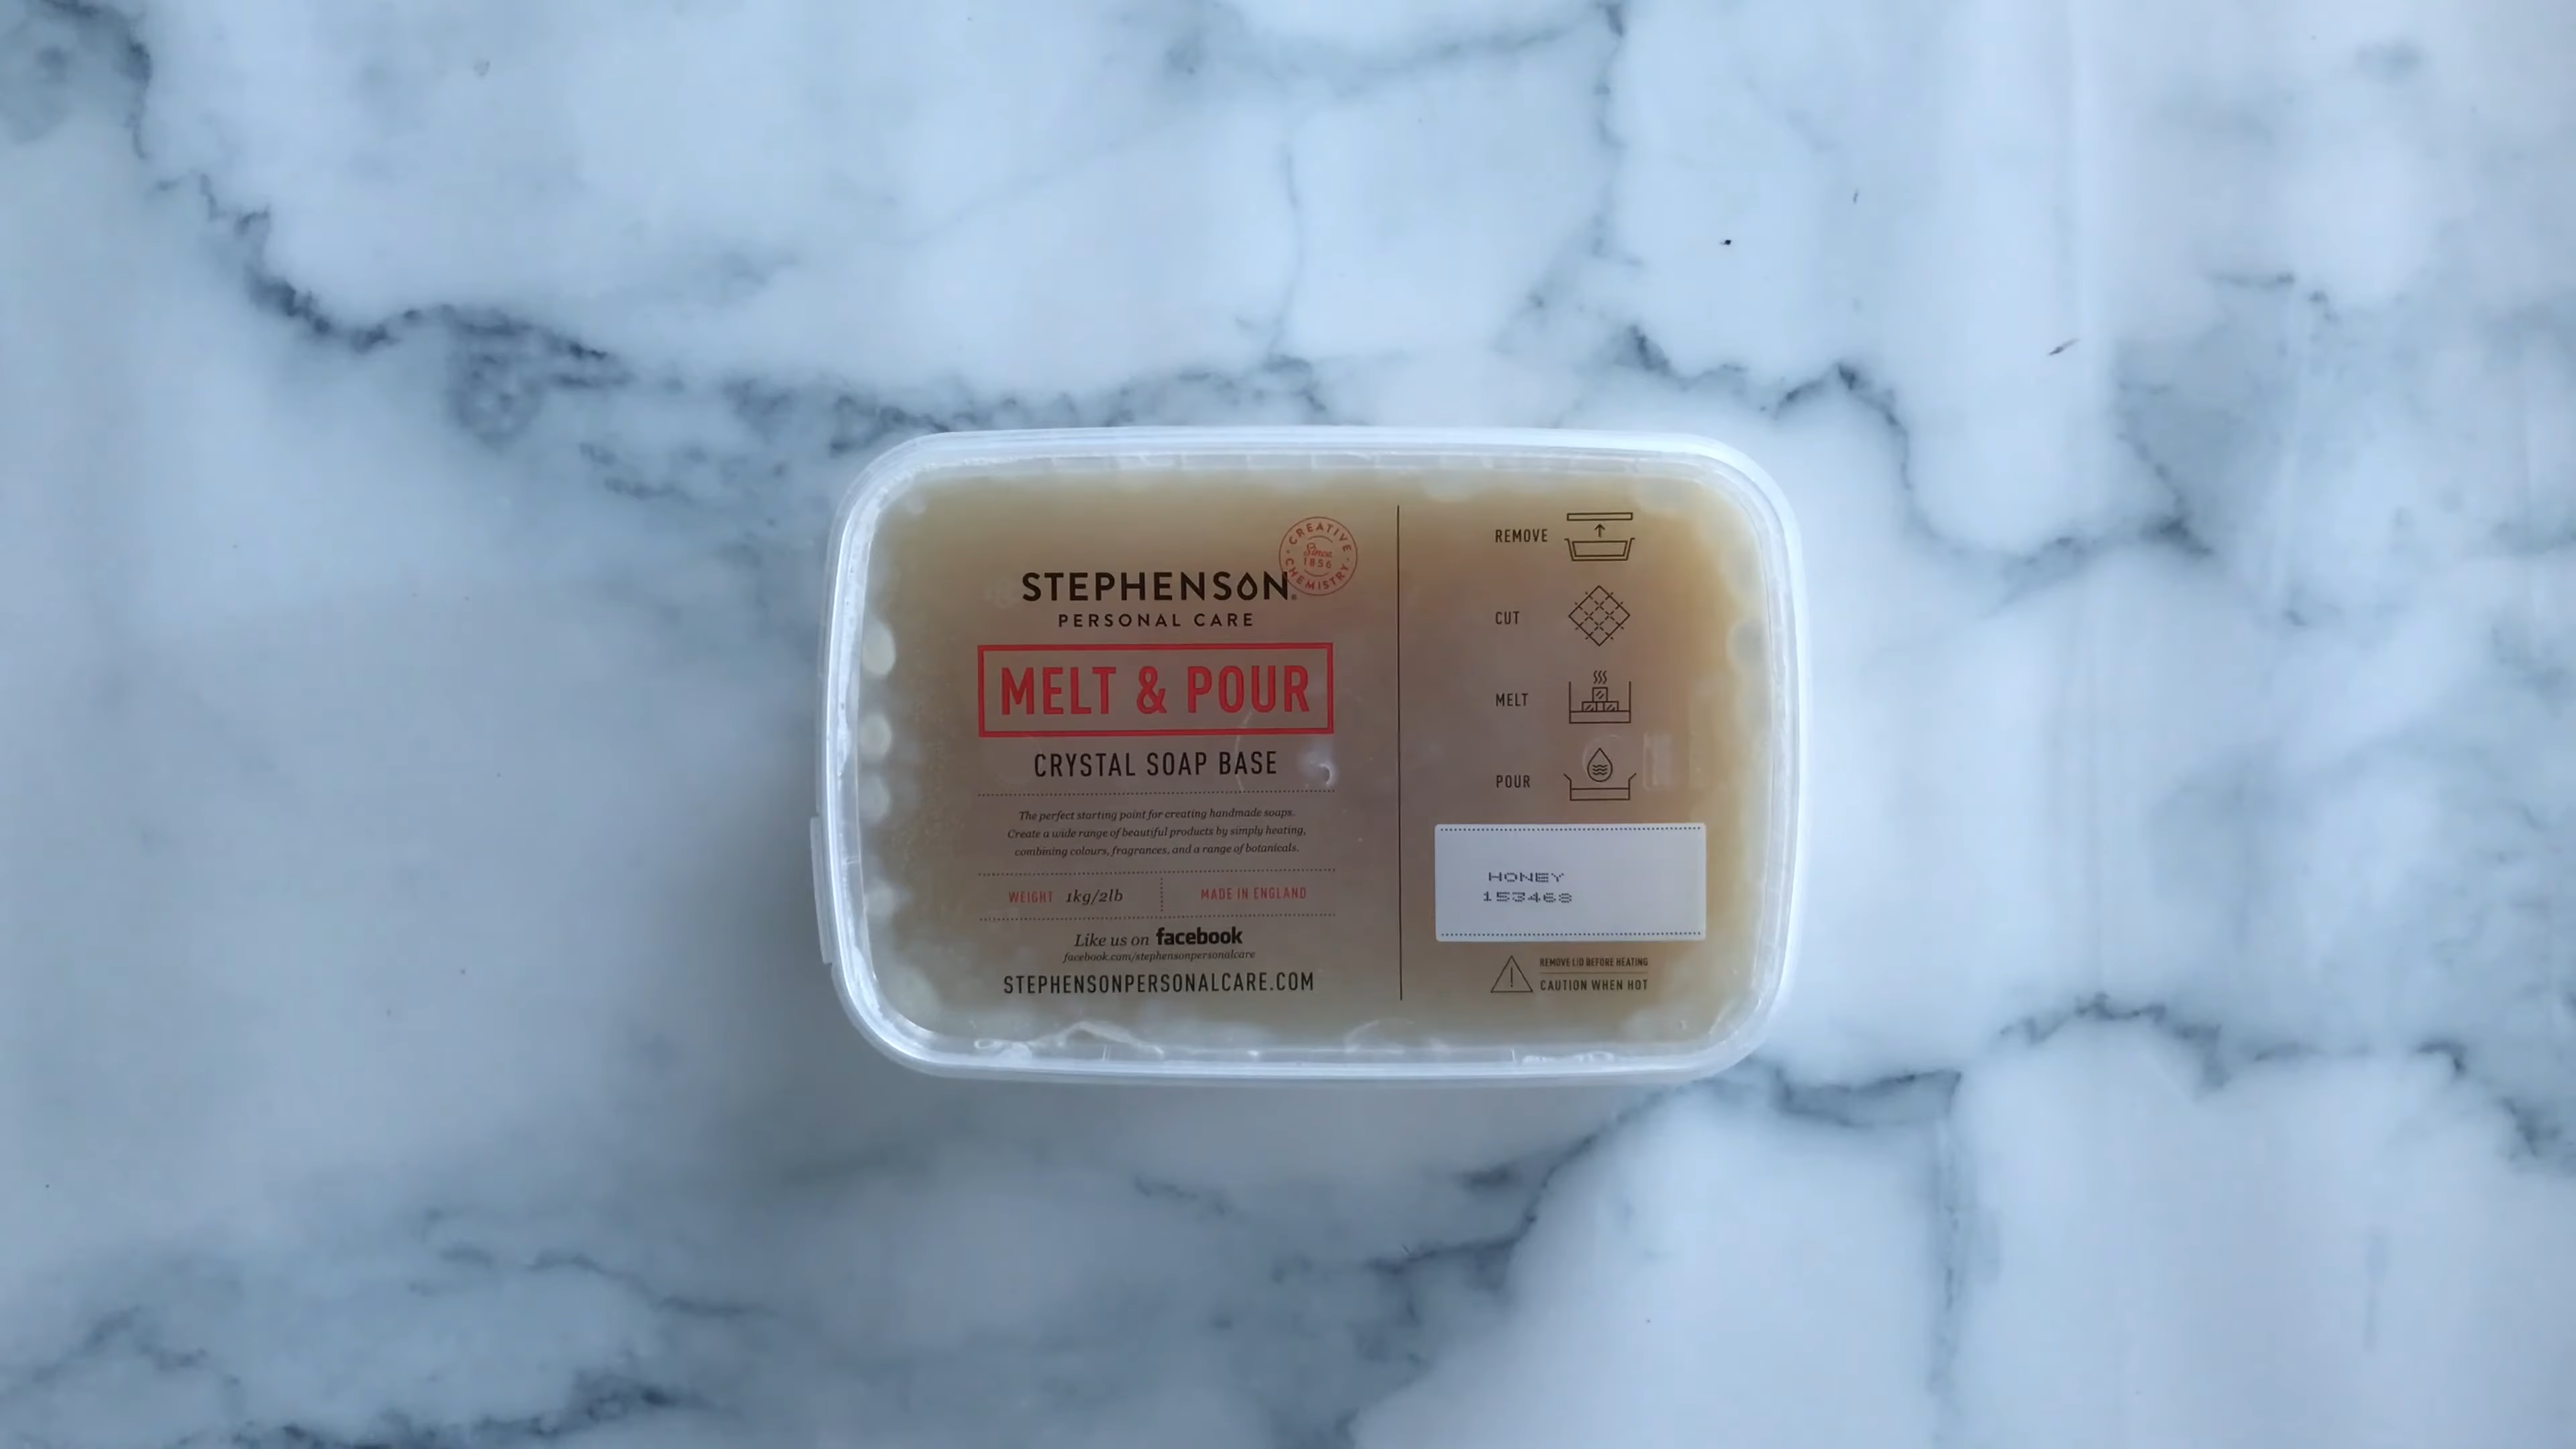 CREATIVE
Since
1856
CHEMISTRY
STEPHENSON®
PERSONAL CARE
MELT & POUR
CRYSTAL SOAP BASE
The perfect starting point for creating handmade soaps.
Create a wide range of beautiful products by simply heating,
combining colours, fragrances, and a range of botanicals.
WEIGHT 1kg/2lb
MADE IN ENGLAND
Like us on facebook
facebook.com/stephensonpersonalcare
STEPHENSONPERSONALCARE.COM
REMOVE
CUT
MELT
POUR
HONEY
153468
REMOVE LID BEFORE HEATING
CAUTION WHEN HOT